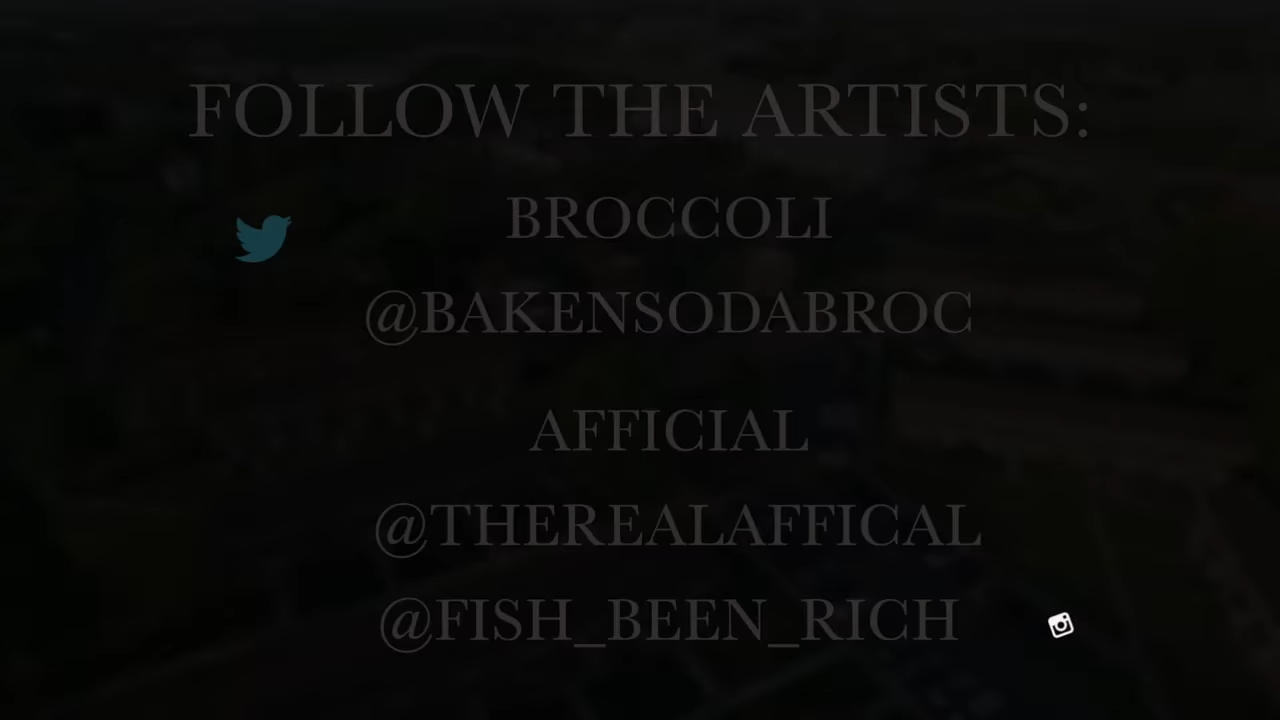 FOLLOW THE ARTISTS:
BROCCOLI
@BAKENSODABROC
AFFICIAL
@THEREALAFFICAL
@FISH_BEEN_RICH